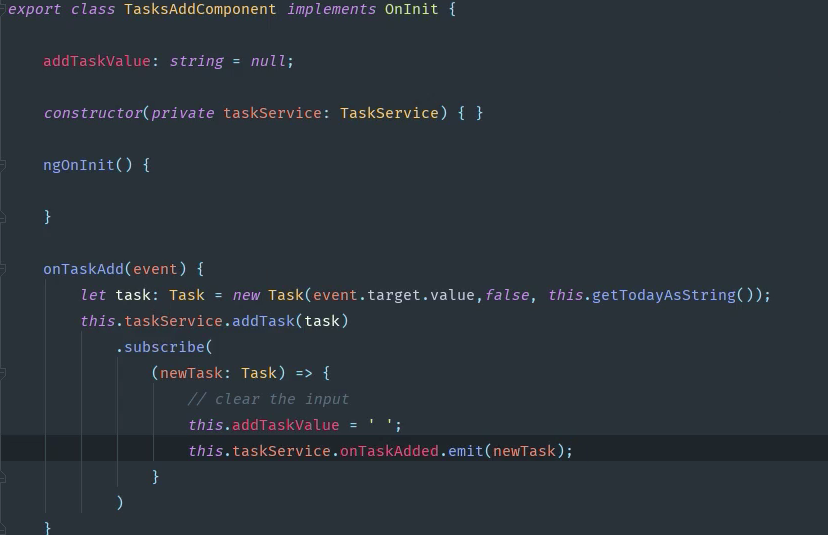 export class TasksAddComponent implements OnInit {
addTaskValue: string = null;
constructor(private taskService: TaskService) { }
ngOnInit() {
}
onTaskAdd(event) {
let task: Task = new Task(event.target.value,false, this.getTodayAsString());
this.taskService.addTask(task)
.subscribe(
(newTask: Task) => {
// clear the input
this.addTaskValue = ' ';
this.taskService.onTaskAdded.emit(newTask);
}
)
}